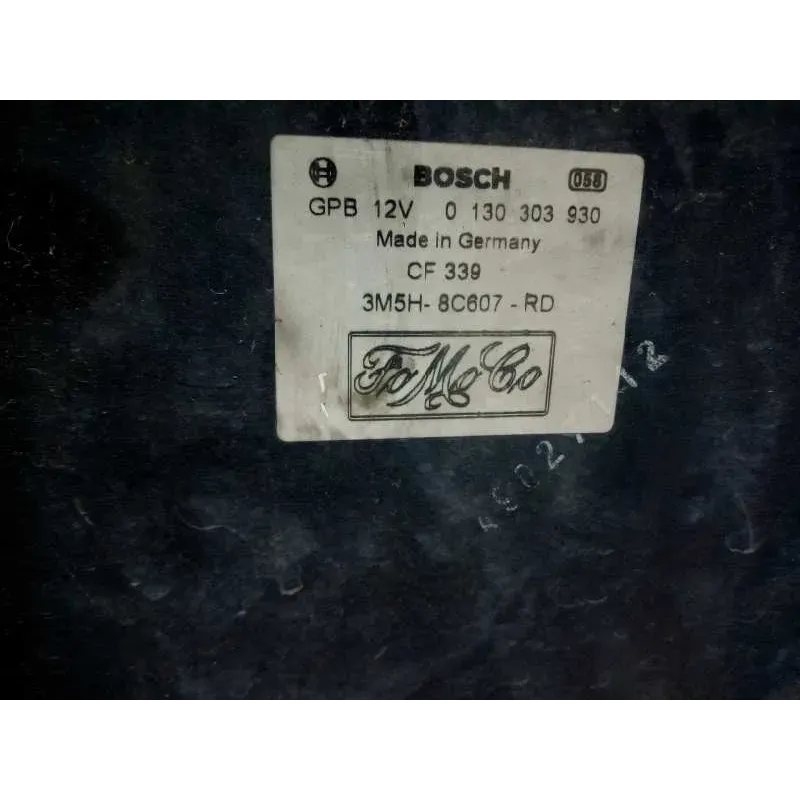 BOSCH 058
GPB 12V 0 130 303 930
Made in Germany
CF 339
3M5H- 8C607 - RD
FoMoCo